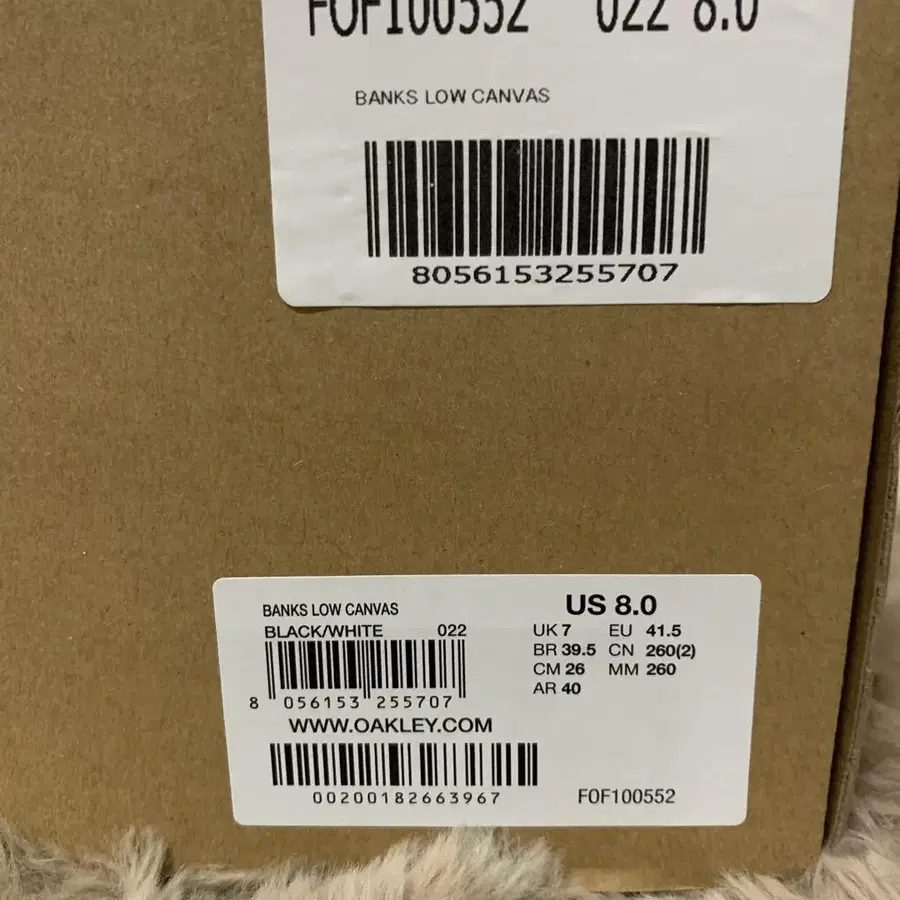 FOF100552 022 8.0
BANKS LOW CANVAS
8056153255707
BANKS LOW CANVAS
BLACK/WHITE 022
8 056153 255707
WWW.OAKLEY.COM
00200182663967
US 8.0
UK 7 EU 41.5
BR 39.5 CN 260(2)
CM 26 MM 260
AR 40
FOF100552